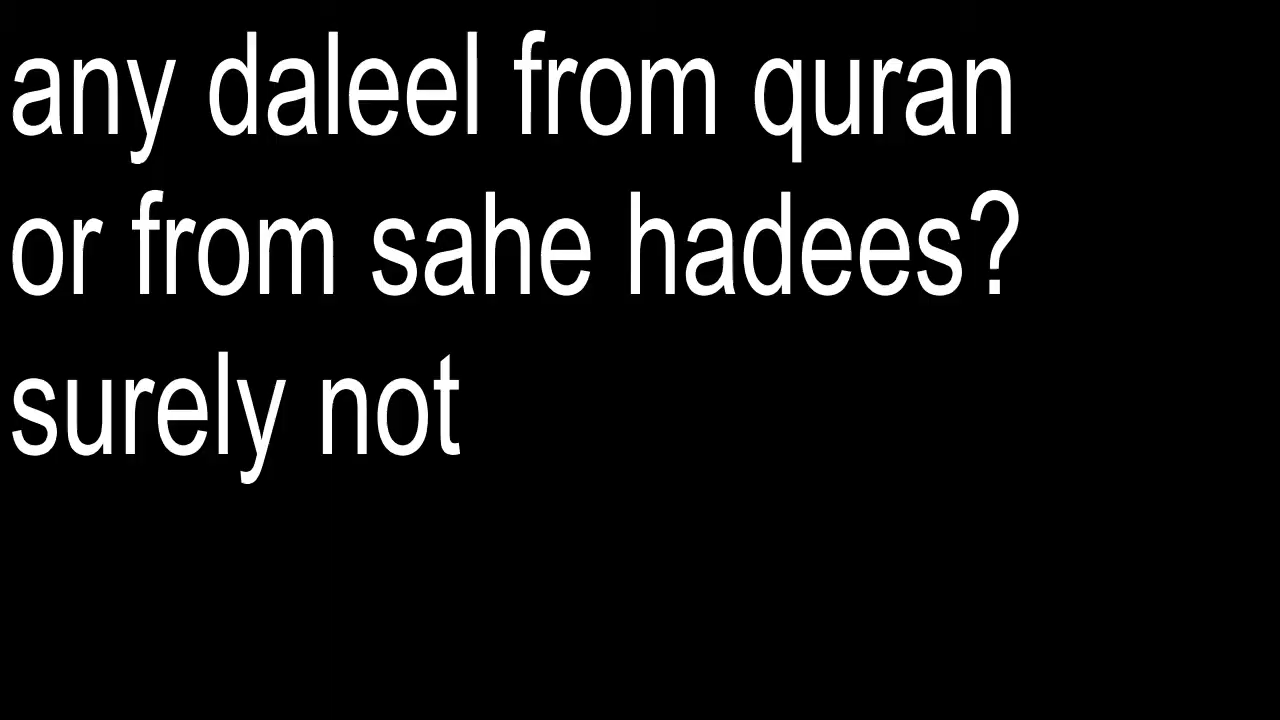 any daleel from quran
or from sahe hadees?
surely not